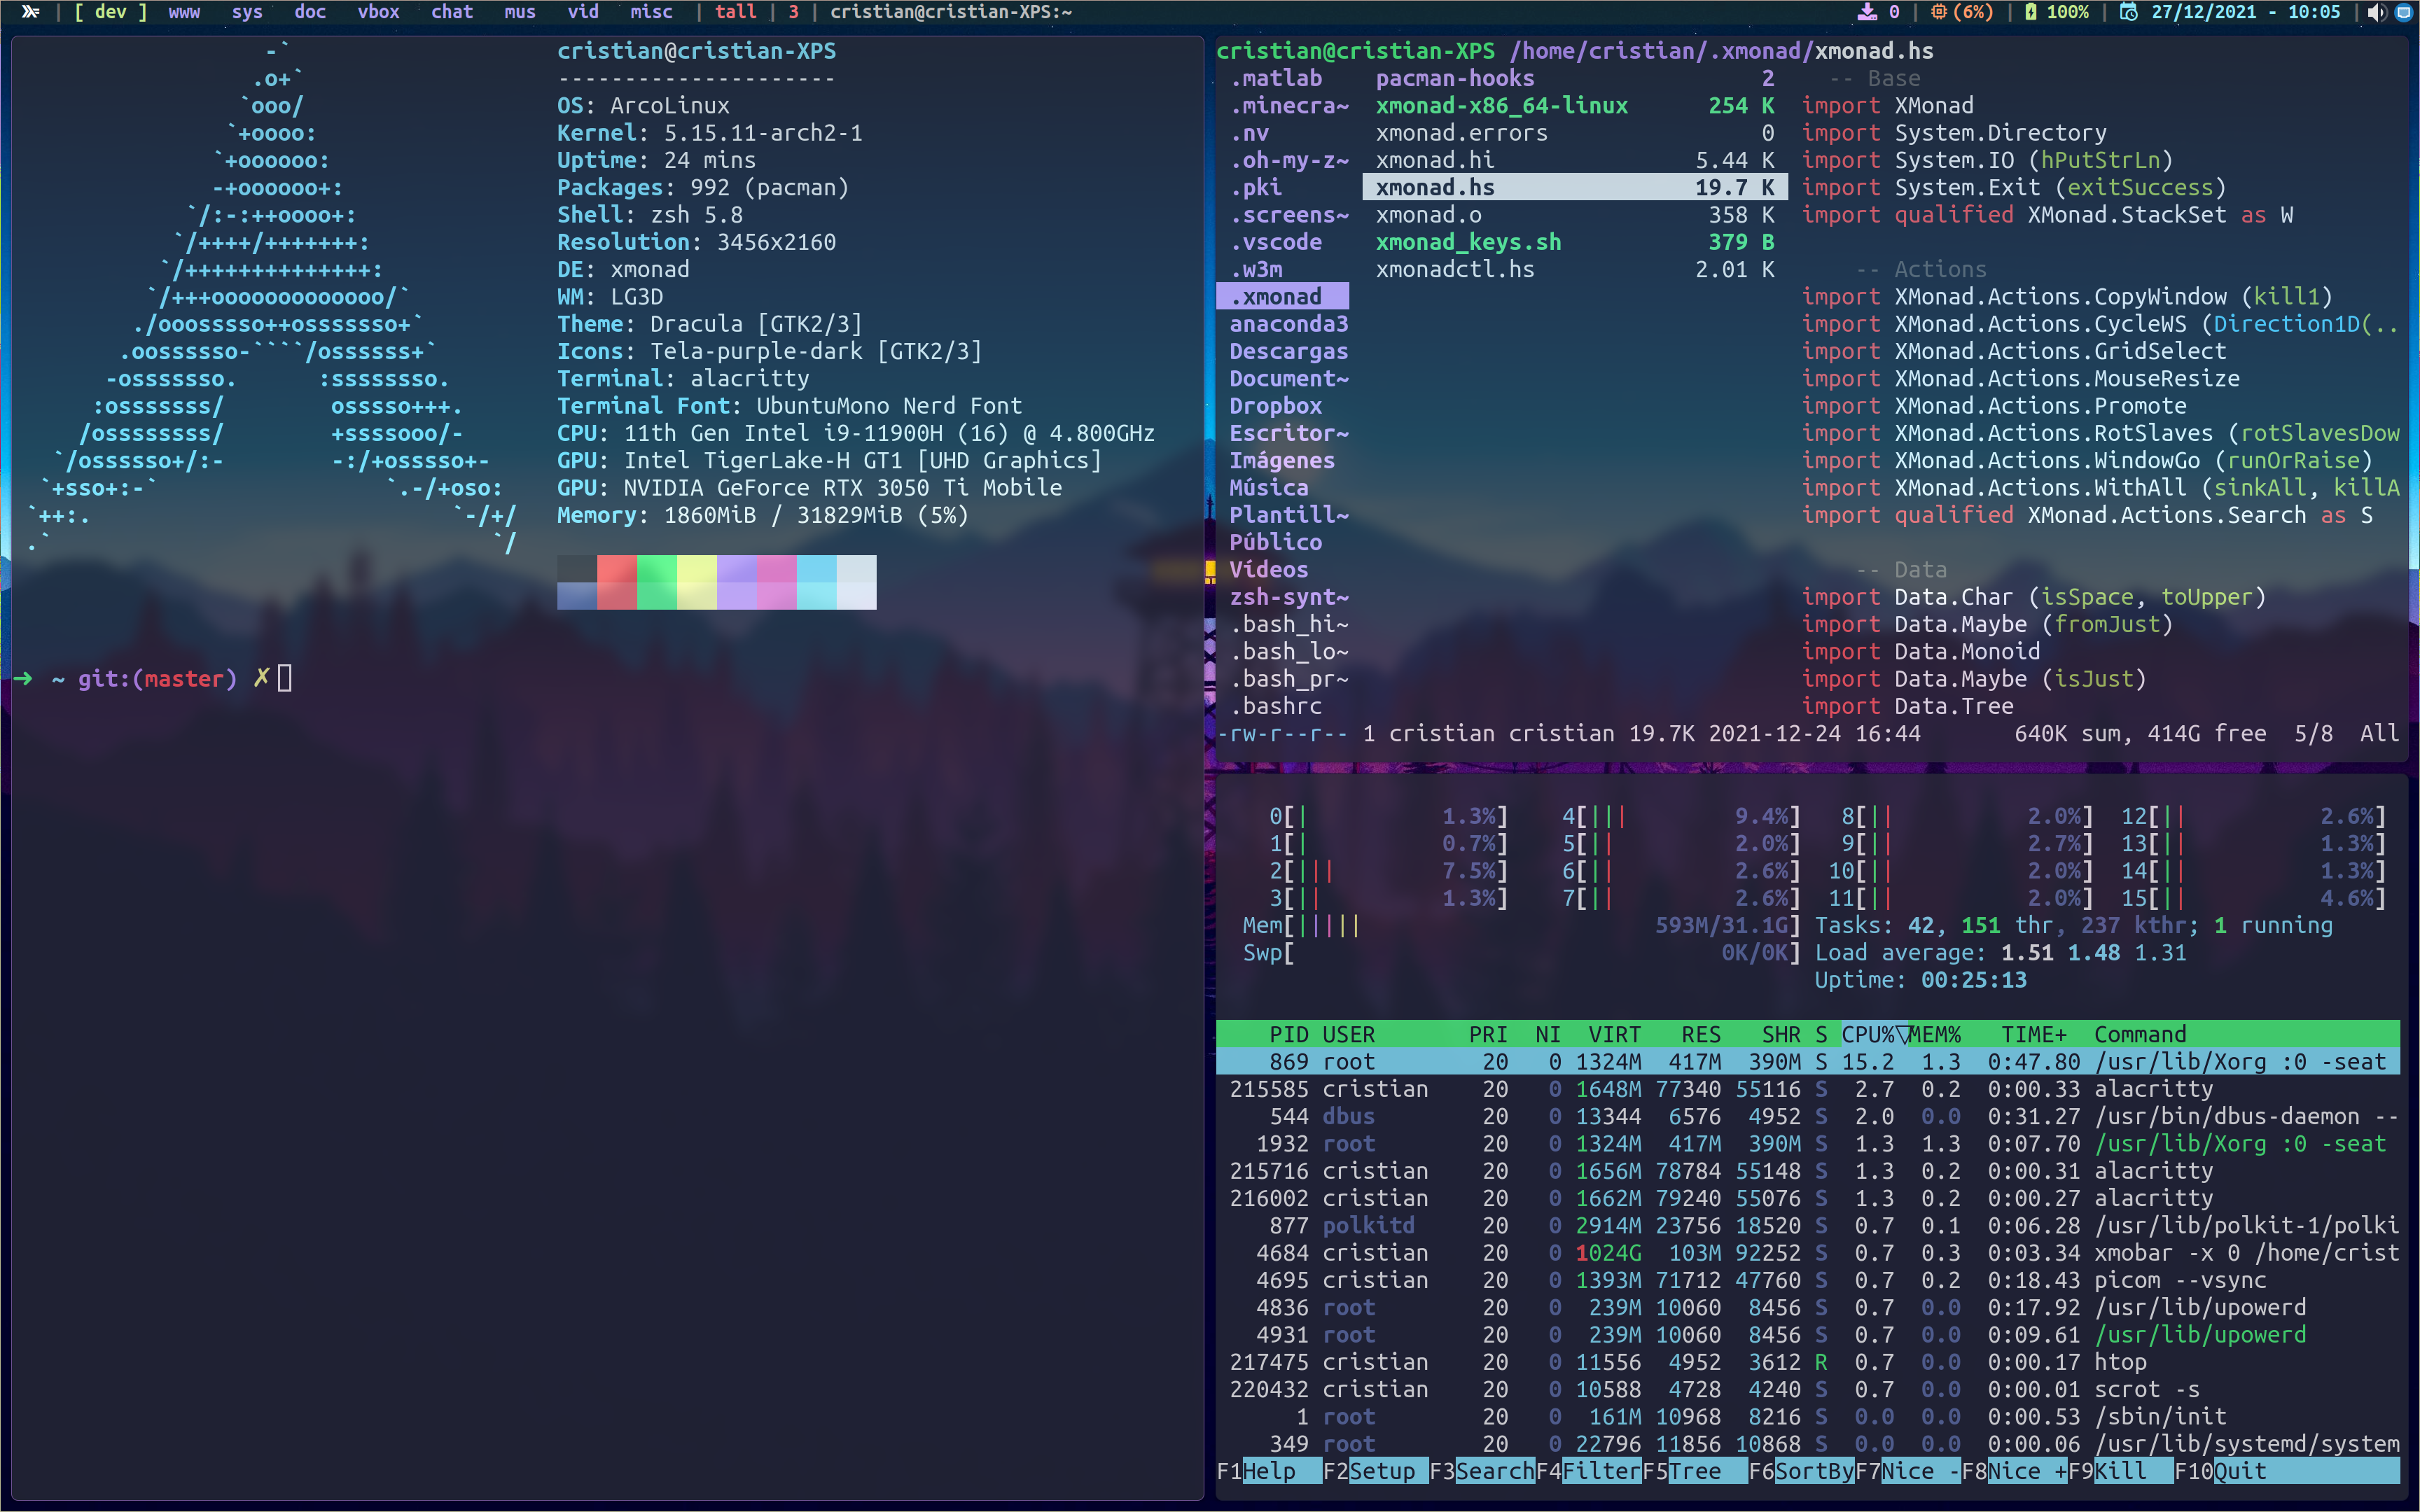 [ dev ] www sys doc vbox chat mus vid misc | tall | 3 | cristian@cristian-XPS:~
0 | (6%) | 100% | 27/12/2021 - 10:05 |
-`
.o+`
`ooo/
`+oooo:
`+oooooo:
-+oooooo+:
`/:-:++oooo+:
`/++++/+++++++:
`/++++++++++++++:
`/+++ooooooooooooo/`
./ooosssso++osssssso+`
.oossssso-````/ossssss+`
-osssssso. :ssssssso.
:osssssss/ osssso+++.
/ossssssss/ +ssssooo/-
`/ossssso+/:- -:/+osssso+-
`+sso+:-` `.-/+oso:
`++:. `-/+/
.` `/
cristian@cristian-XPS
---------------------
OS: ArcoLinux
Kernel: 5.15.11-arch2-1
Uptime: 24 mins
Packages: 992 (pacman)
Shell: zsh 5.8
Resolution: 3456x2160
DE: xmonad
WM: LG3D
Theme: Dracula [GTK2/3]
Icons: Tela-purple-dark [GTK2/3]
Terminal: alacritty
Terminal Font: UbuntuMono Nerd Font
CPU: 11th Gen Intel i9-11900H (16) @ 4.800GHz
GPU: Intel TigerLake-H GT1 [UHD Graphics]
GPU: NVIDIA GeForce RTX 3050 Ti Mobile
Memory: 1860MiB / 31829MiB (5%)
➜ ~ git:(master) ✗
cristian@cristian-XPS /home/cristian/.xmonad/xmonad.hs
.matlab
.minecra~
.nv
.oh-my-z~
.pki
.screens~
.vscode
.w3m
.xmonad
anaconda3
Descargas
Document~
Dropbox
Escritor~
Imágenes
Música
Plantill~
Público
Vídeos
zsh-synt~
.bash_hi~
.bash_lo~
.bash_pr~
.bashrc
pacman-hooks 2
xmonad-x86_64-linux 254 K
xmonad.errors 0
xmonad.hi 5.44 K
xmonad.hs 19.7 K
xmonad.o 358 K
xmonad_keys.sh 379 B
xmonadctl.hs 2.01 K
-- Base
import XMonad
import System.Directory
import System.IO (hPutStrLn)
import System.Exit (exitSuccess)
import qualified XMonad.StackSet as W
-- Actions
import XMonad.Actions.CopyWindow (kill1)
import XMonad.Actions.CycleWS (Direction1D(..
import XMonad.Actions.GridSelect
import XMonad.Actions.MouseResize
import XMonad.Actions.Promote
import XMonad.Actions.RotSlaves (rotSlavesDow
import XMonad.Actions.WindowGo (runOrRaise)
import XMonad.Actions.WithAll (sinkAll, killA
import qualified XMonad.Actions.Search as S
-- Data
import Data.Char (isSpace, toUpper)
import Data.Maybe (fromJust)
import Data.Monoid
import Data.Maybe (isJust)
import Data.Tree
-rw-r--r-- 1 cristian cristian 19.7K 2021-12-24 16:44 640K sum, 414G free 5/8 All
0[| 1.3%] 4[||| 9.4%] 8[|| 2.0%] 12[|| 2.6%]
1[| 0.7%] 5[|| 2.0%] 9[|| 2.7%] 13[|| 1.3%]
2[||| 7.5%] 6[|| 2.6%] 10[|| 2.0%] 14[|| 1.3%]
3[|| 1.3%] 7[|| 2.6%] 11[|| 2.0%] 15[|| 4.6%]
Mem[||||| 593M/31.1G] Tasks: 42, 151 thr, 237 kthr; 1 running
Swp[ 0K/0K] Load average: 1.51 1.48 1.31
Uptime: 00:25:13
PID USER PRI NI VIRT RES SHR S CPU%▽MEM% TIME+ Command
869 root 20 0 1324M 417M 390M S 15.2 1.3 0:47.80 /usr/lib/Xorg :0 -seat
215585 cristian 20 0 1648M 77340 55116 S 2.7 0.2 0:00.33 alacritty
544 dbus 20 0 13344 6576 4952 S 2.0 0.0 0:31.27 /usr/bin/dbus-daemon --
1932 root 20 0 1324M 417M 390M S 1.3 1.3 0:07.70 /usr/lib/Xorg :0 -seat
215716 cristian 20 0 1656M 78784 55148 S 1.3 0.2 0:00.31 alacritty
216002 cristian 20 0 1662M 79240 55076 S 1.3 0.2 0:00.27 alacritty
877 polkitd 20 0 2914M 23756 18520 S 0.7 0.1 0:06.28 /usr/lib/polkit-1/polki
4684 cristian 20 0 1024G 103M 92252 S 0.7 0.3 0:03.34 xmobar -x 0 /home/crist
4695 cristian 20 0 1393M 71712 47760 S 0.7 0.2 0:18.43 picom --vsync
4836 root 20 0 239M 10060 8456 S 0.7 0.0 0:17.92 /usr/lib/upowerd
4931 root 20 0 239M 10060 8456 S 0.7 0.0 0:09.61 /usr/lib/upowerd
217475 cristian 20 0 11556 4952 3612 R 0.7 0.0 0:00.17 htop
220432 cristian 20 0 10588 4728 4240 S 0.7 0.0 0:00.01 scrot -s
1 root 20 0 161M 10968 8216 S 0.0 0.0 0:00.53 /sbin/init
349 root 20 0 22796 11856 10868 S 0.0 0.0 0:00.06 /usr/lib/systemd/system
F1Help F2Setup F3SearchF4FilterF5Tree F6SortByF7Nice -F8Nice +F9Kill F10Quit